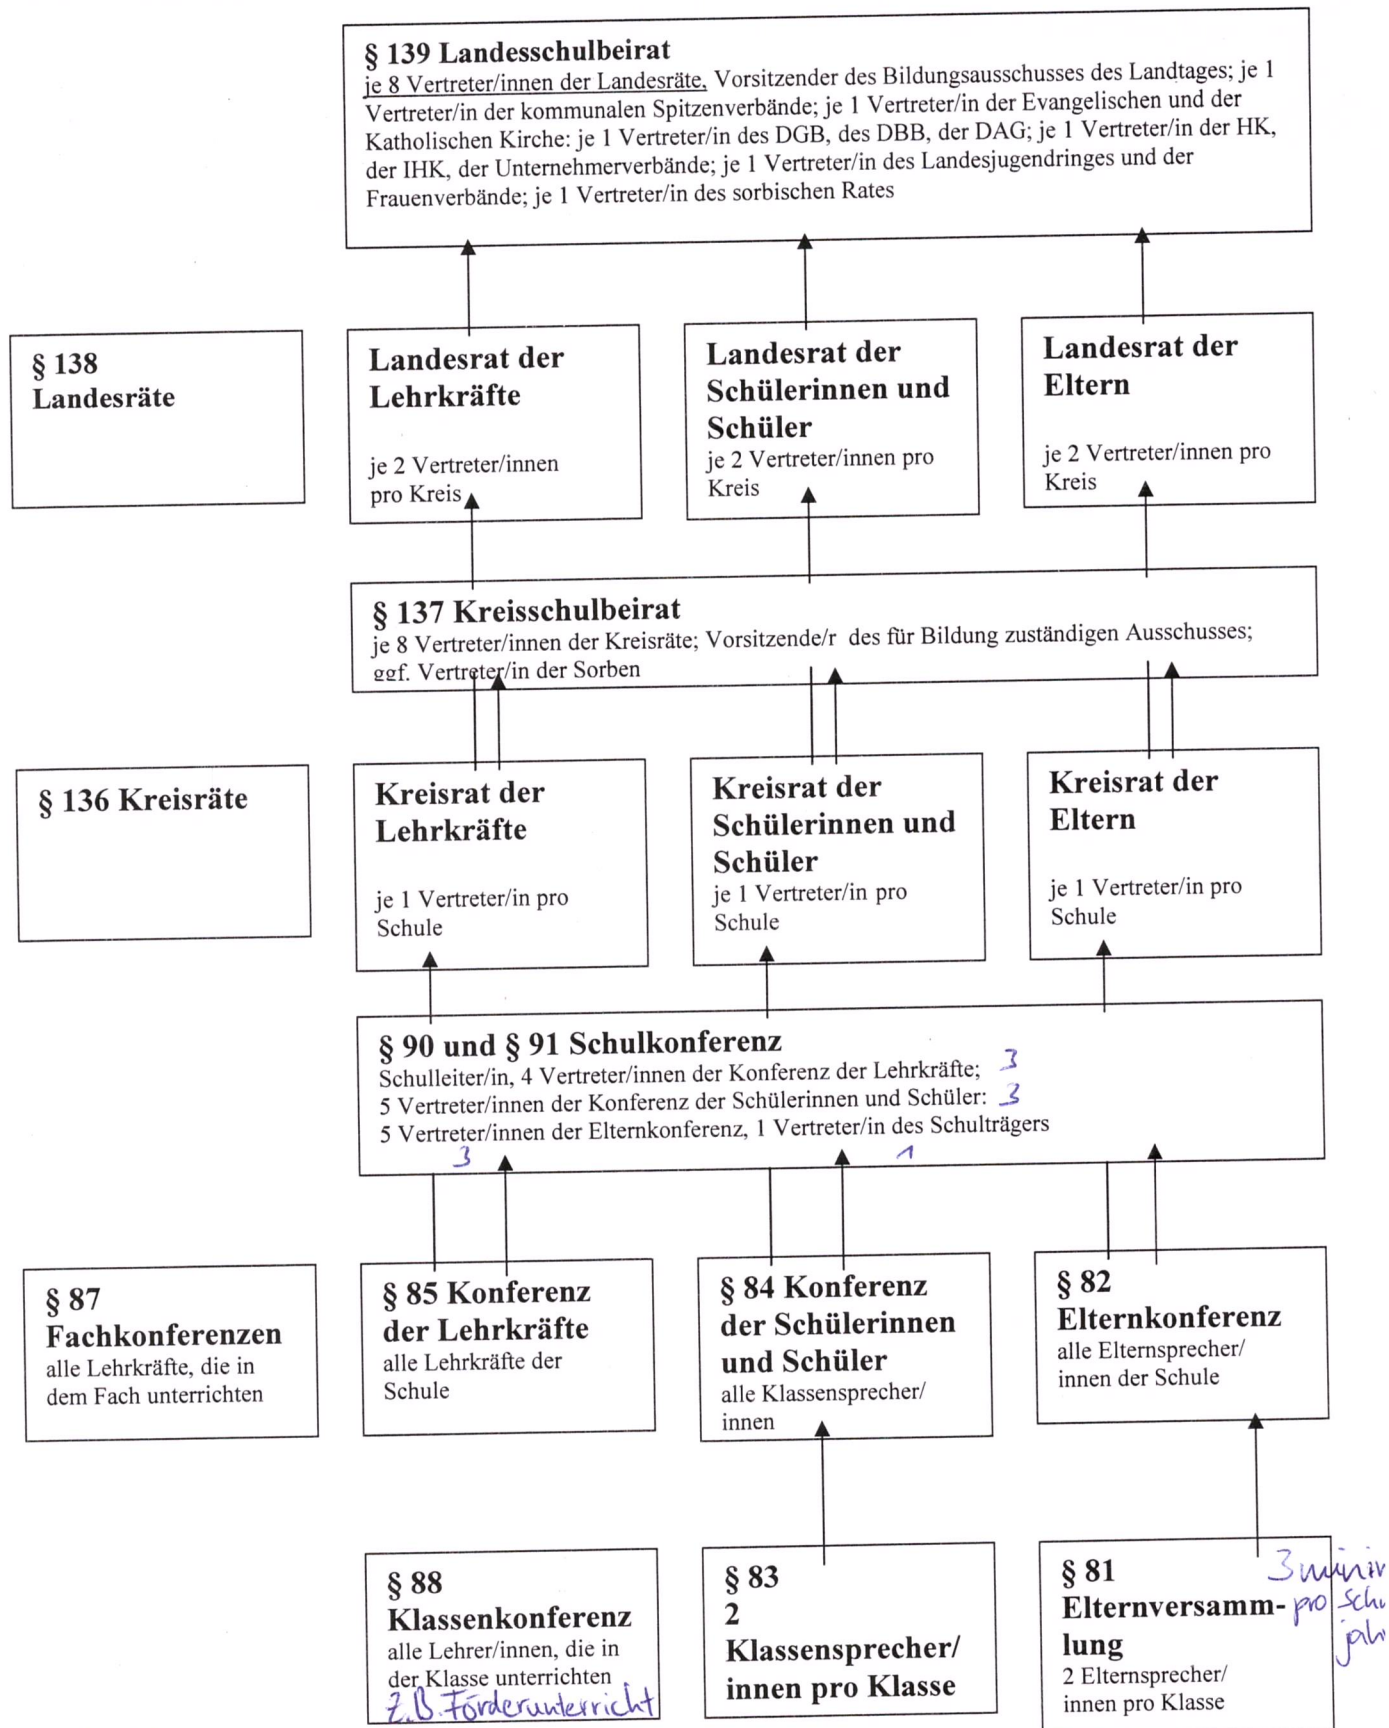 § 139 Landesschulbeirat
je 8 Vertreter/innen der Landesräte, Vorsitzender des Bildungsausschusses des Landtages; je 1
Vertreter/in der kommunalen Spitzenverbände; je 1 Vertreter/in der Evangelischen und der
Katholischen Kirche: je 1 Vertreter/in des DGB, des DBB, der DAG; je 1 Vertreter/in der HK,
der IHK, der Unternehmerverbände; je 1 Vertreter/in des Landesjugendringes und der
Frauenverbände; je 1 Vertreter/in des sorbischen Rates
§ 138
Landesräte
Landesrat der
Lehrkräfte
je 2 Vertreter/innen
pro Kreis
Landesrat der
Schülerinnen und
Schüler
je 2 Vertreter/innen pro
Kreis
Landesrat der
Eltern
je 2 Vertreter/innen pro
Kreis
§ 137 Kreisschulbeirat
je 8 Vertreter/innen der Kreisräte; Vorsitzende/r des für Bildung zuständigen Ausschusses;
ggf. Vertreter/in der Sorben
§ 136 Kreisräte
Kreisrat der
Lehrkräfte
je 1 Vertreter/in pro
Schule
Kreisrat der
Schülerinnen und
Schüler
je 1 Vertreter/in pro
Schule
Kreisrat der
Eltern
je 1 Vertreter/in pro
Schule
§ 90 und § 91 Schulkonferenz
Schulleiter/in, 4 Vertreter/innen der Konferenz der Lehrkräfte; 3
5 Vertreter/innen der Konferenz der Schülerinnen und Schüler: 3
5 Vertreter/innen der Elternkonferenz, 1 Vertreter/in des Schulträgers
3 1
§ 87
Fachkonferenzen
alle Lehrkräfte, die in
dem Fach unterrichten
§ 85 Konferenz
der Lehrkräfte
alle Lehrkräfte der
Schule
§ 84 Konferenz
der Schülerinnen
und Schüler
alle Klassensprecher/
innen
§ 82
Elternkonferenz
alle Elternsprecher/
innen der Schule
§ 88
Klassenkonferenz
alle Lehrer/innen, die in
der Klasse unterrichten
z.B. Förderunterricht
§ 83
2
Klassensprecher/
innen pro Klasse
§ 81
Elternversamm-
lung
2 Elternsprecher/
innen pro Klasse
3
pro
jah